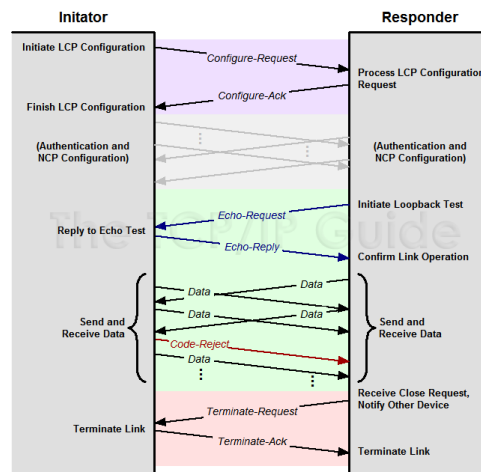 Initator
Responder
Initiate LCP Configuration
Configure-Request
Process LCP Configuration
Request
Configure-Ack
Finish LCP Configuration
(Authentication and
NCP Configuration)
(Authentication and
NCP Configuration)
Initiate Loopback Test
Echo-Request
The TCP/IP Guide
Reply to Echo Test
Echo-Reply
Confirm Link Operation
Data
Data
Send and
Receive Data
Data
Data
Send and
Receive Data
Code-Reject
Data
Receive Close Request,
Notify Other Device
Terminate-Request
Terminate Link
Terminate-Ack
Terminate Link